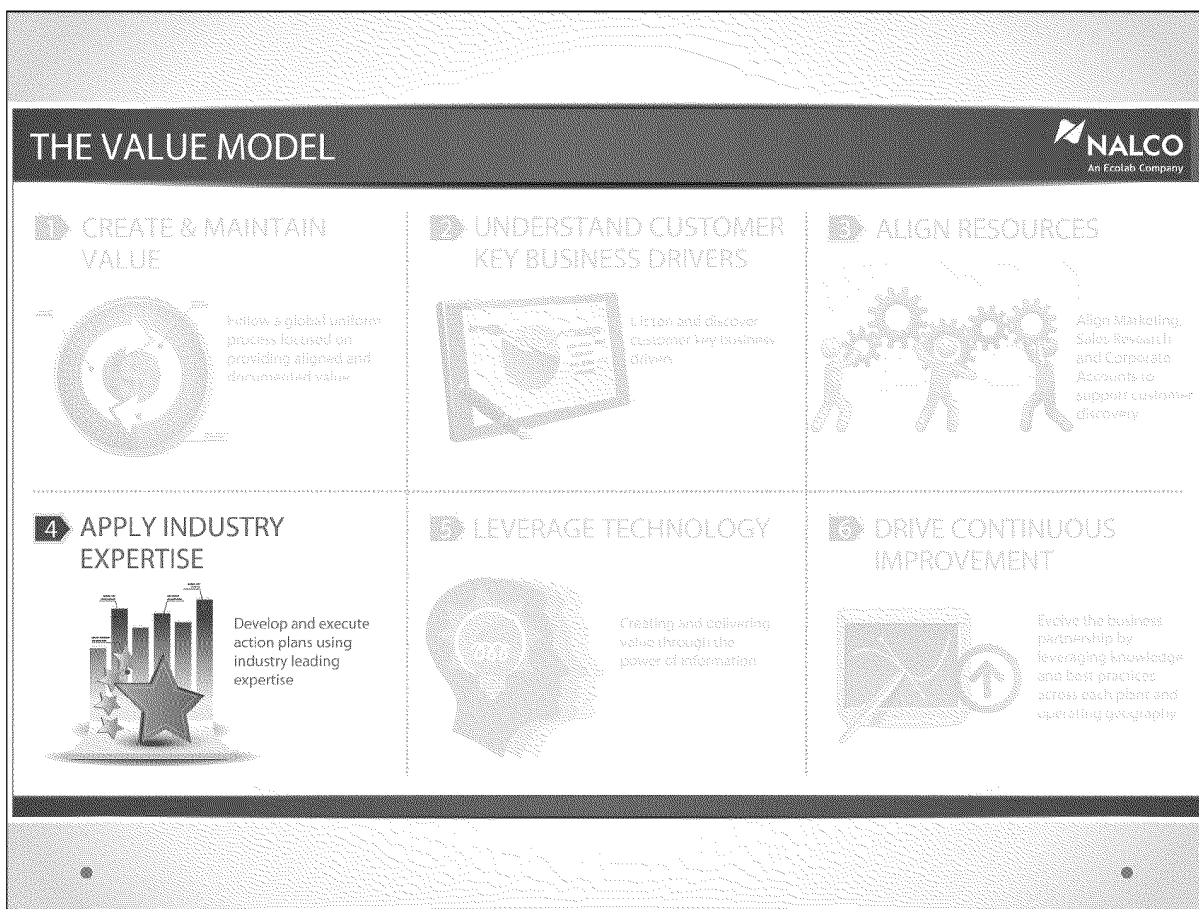 THE VALUE MODEL
NALCO
An Ecolab Company
1 CREATE & MAINTAIN
VALUE
Follow a global uniform
process focused on
providing aligned and
documented value
2 UNDERSTAND CUSTOMER
KEY BUSINESS DRIVERS
Listen and discover
customer key business
drivers
3 ALIGN RESOURCES
Align Marketing,
Sales Research
and Corporate
Accounts to
support customer
discovery
4 APPLY INDUSTRY
EXPERTISE
Develop and execute
action plans using
industry leading
expertise
5 LEVERAGE TECHNOLOGY
Creating and delivering
value through the
power of information
6 DRIVE CONTINUOUS
IMPROVEMENT
Evolve the business
partnership by
leveraging knowledge
and best practices
across each plant and
operating geography